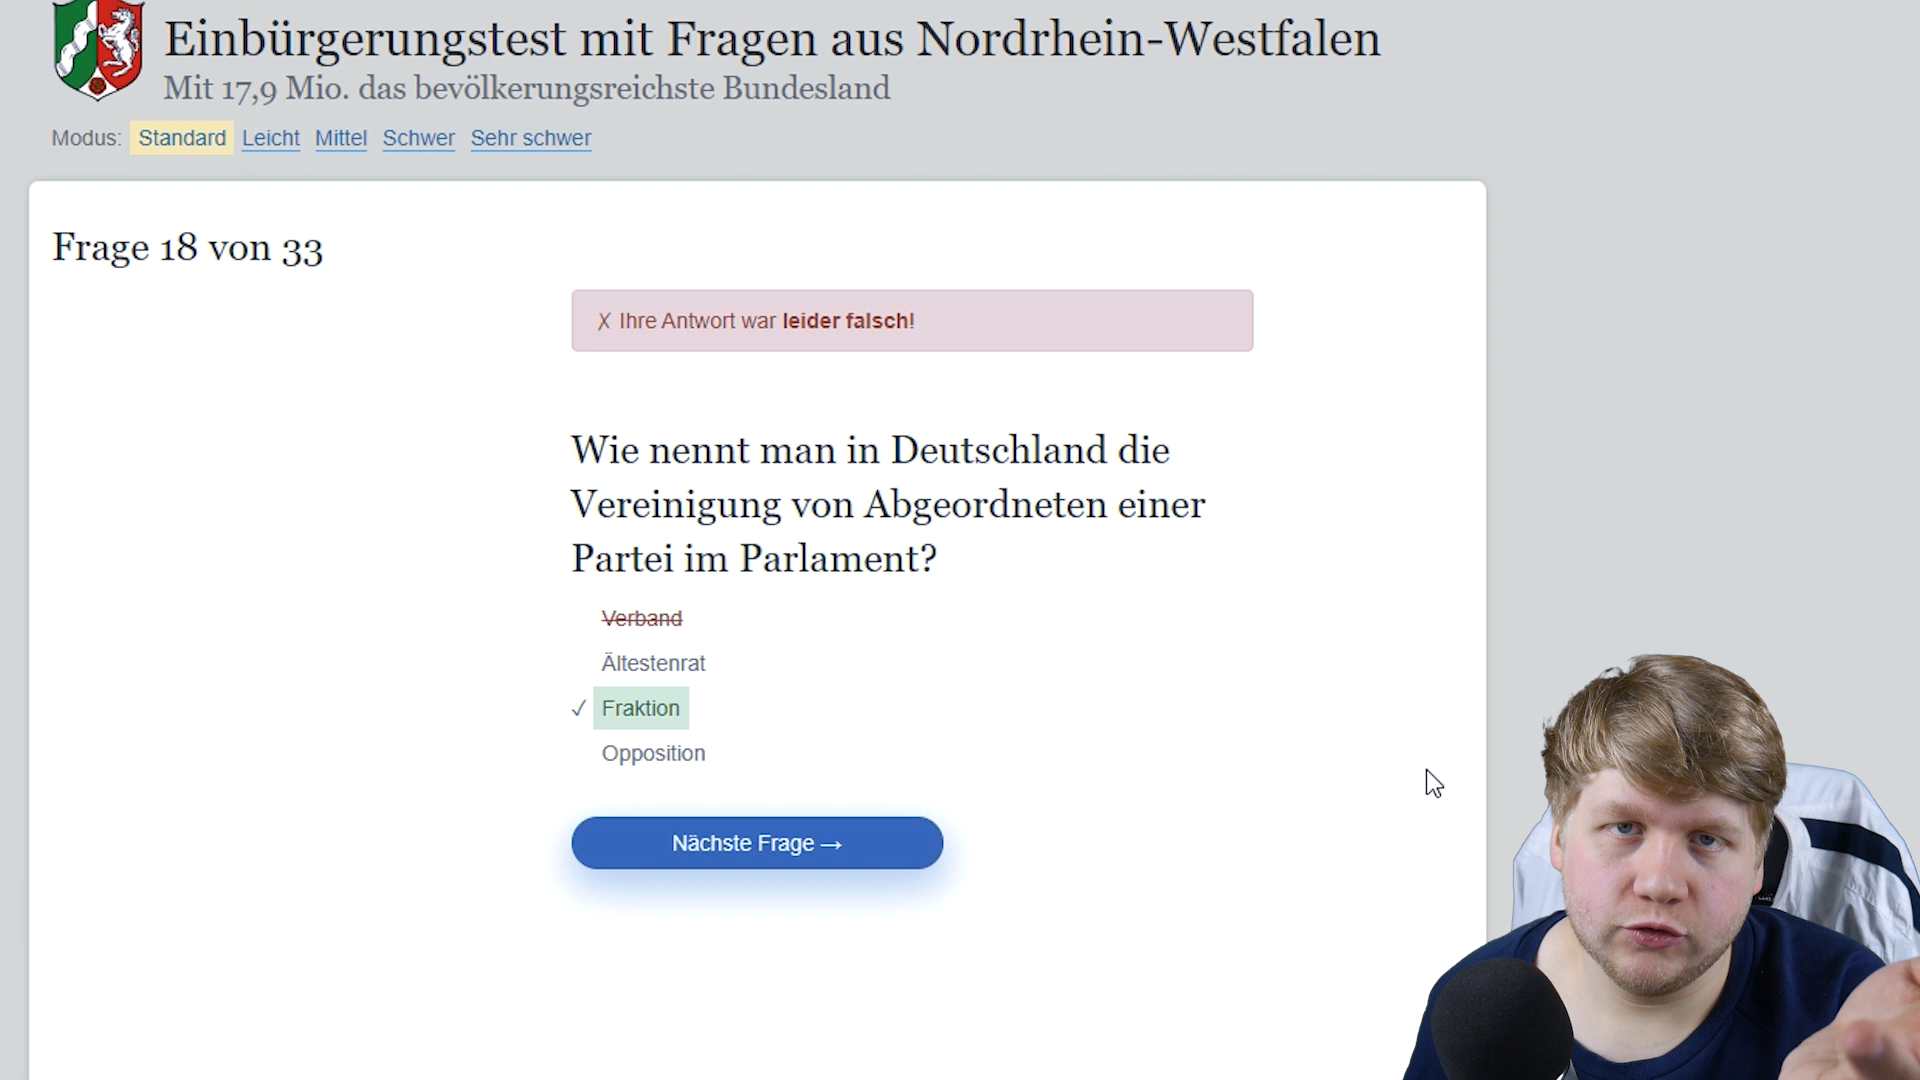 Einbürgerungstest mit Fragen aus Nordrhein-Westfalen
Mit 17,9 Mio. das bevölkerungsreichste Bundesland
Modus: Standard Leicht Mittel Schwer Sehr schwer
Frage 18 von 33
✗ Ihre Antwort war leider falsch!
Wie nennt man in Deutschland die
Vereinigung von Abgeordneten einer
Partei im Parlament?
Verband
Ältestenrat
✓ Fraktion
Opposition
Nächste Frage →